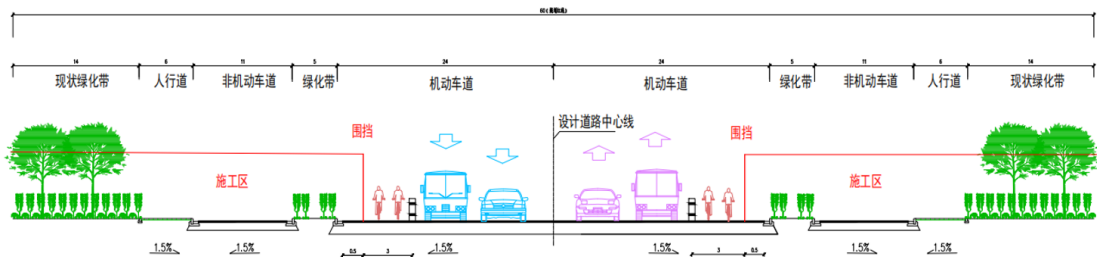 14 6 11 5 24 24 5 11 6 14
现状绿化带 人行道 非机动车道 绿化带 机动车道 机动车道 绿化带 非机动车道 人行道 现状绿化带
设计道路中心线
围挡 围挡
施工区 施工区
1.5% 1.5% 1.5% 1.5% 1.5% 1.5%
0.5 3 3 0.5